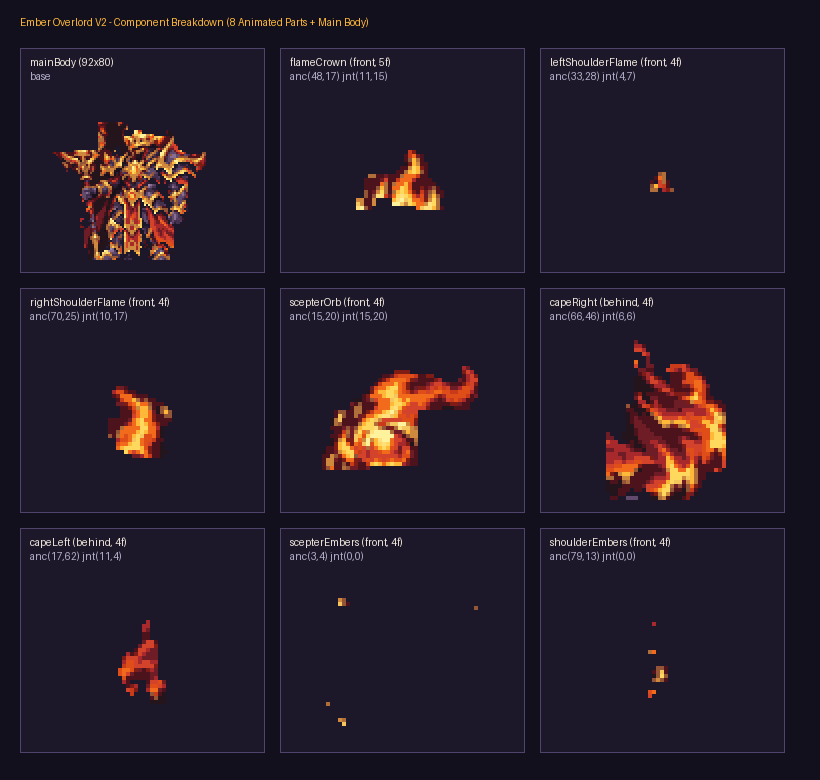 Ember Overlord V2 - Component Breakdown (8 Animated Parts + Main Body)
mainBody (92x80)
base
flameCrown (front, 5f)
anc(48,17) jnt(11,15)
leftShoulderFlame (front, 4f)
anc(33,28) jnt(4,7)
rightShoulderFlame (front, 4f)
anc(70,25) jnt(10,17)
scepterOrb (front, 4f)
anc(15,20) jnt(15,20)
capeRight (behind, 4f)
anc(66,46) jnt(6,6)
capeLeft (behind, 4f)
anc(17,62) jnt(11,4)
scepterEmbers (front, 4f)
anc(3,4) jnt(0,0)
shoulderEmbers (front, 4f)
anc(79,13) jnt(0,0)